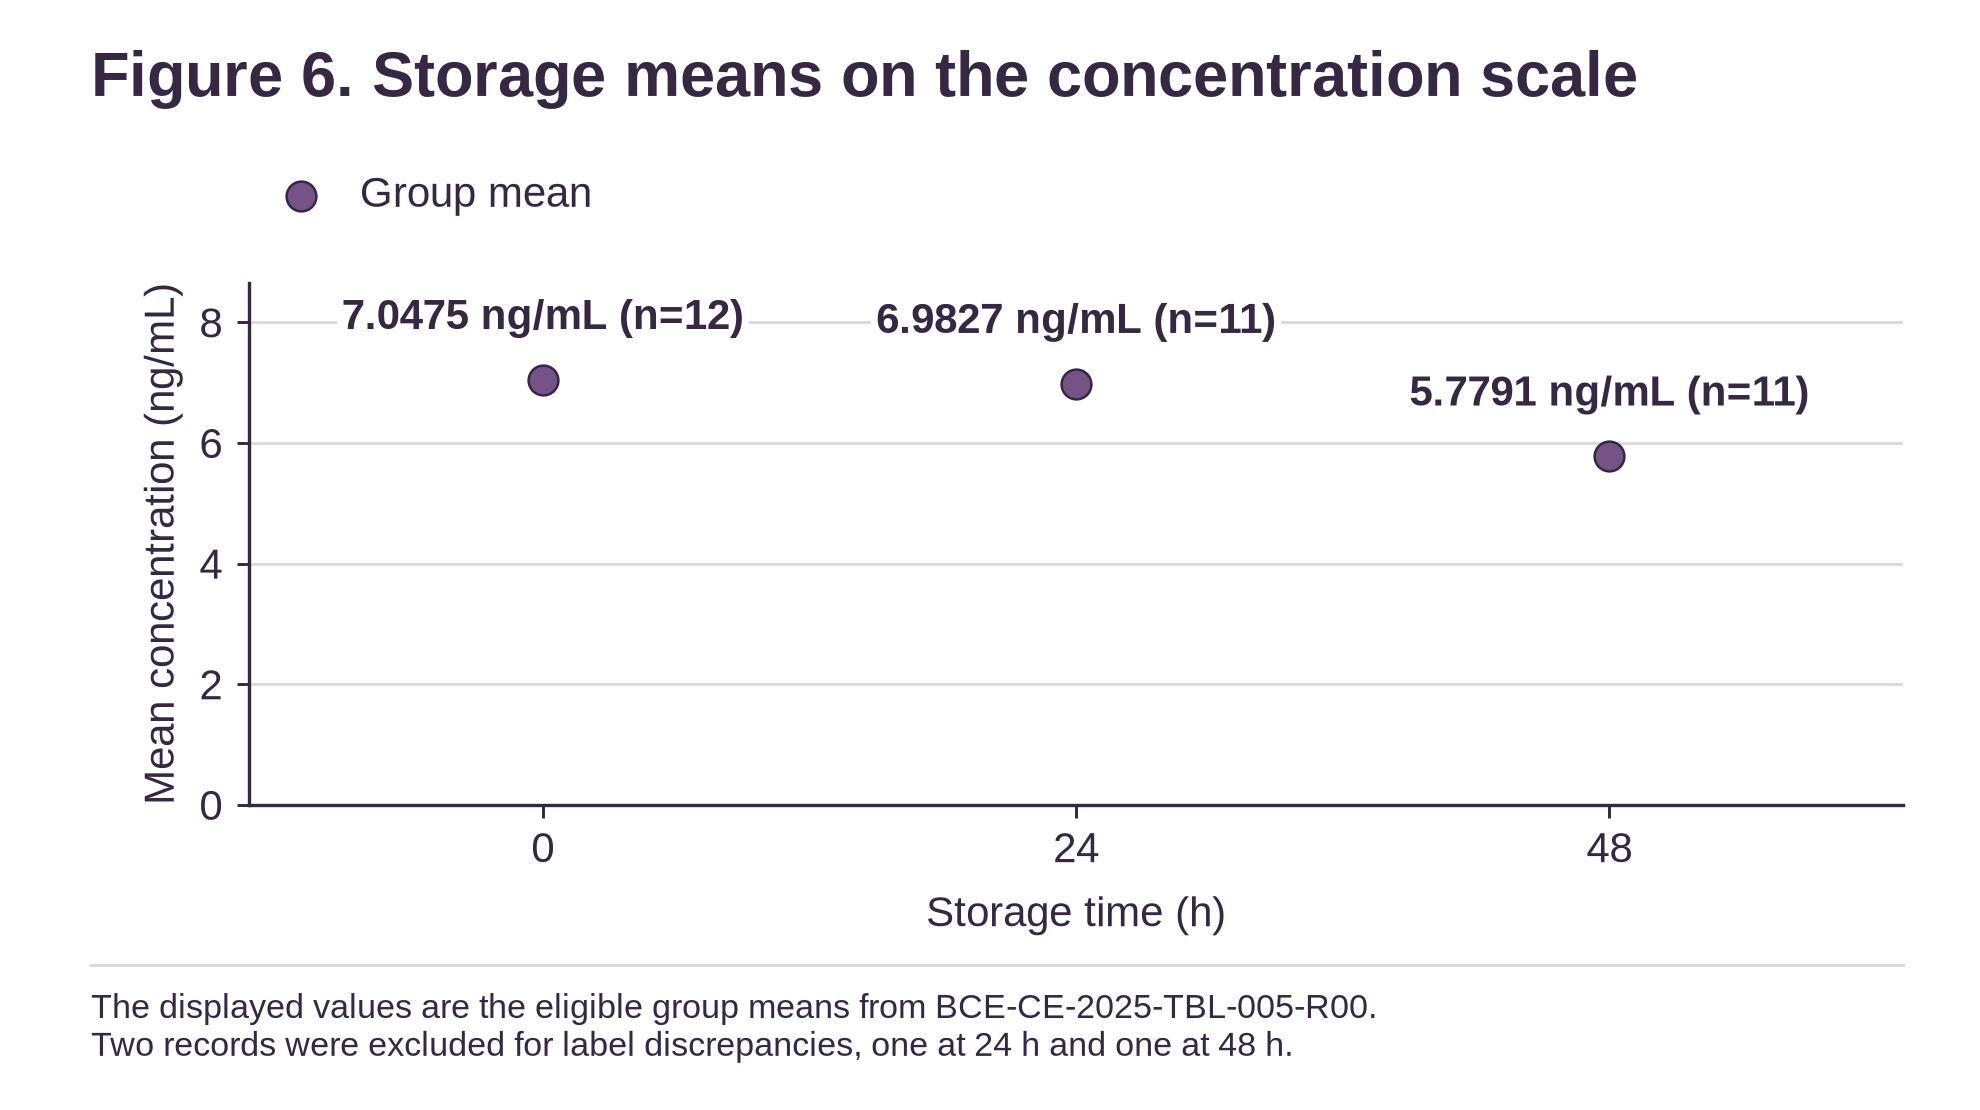 Figure 6. Storage means on the concentration scale
Group mean
Mean concentration (ng/mL)
8
6
4
2
0
7.0475 ng/mL (n=12)
6.9827 ng/mL (n=11)
5.7791 ng/mL (n=11)
0
24
48
Storage time (h)
The displayed values are the eligible group means from BCE-CE-2025-TBL-005-R00.
Two records were excluded for label discrepancies, one at 24 h and one at 48 h.